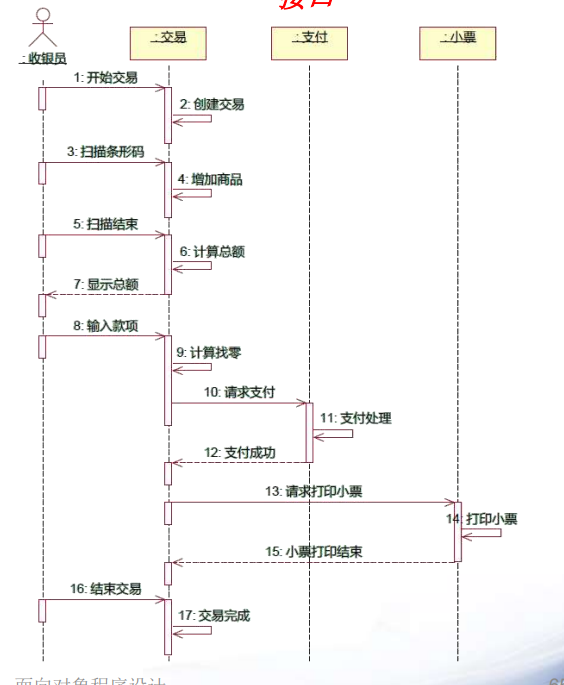 接口
: 收银员
: 交易
: 支付
: 小票
1: 开始交易
2: 创建交易
3: 扫描条形码
4: 增加商品
5: 扫描结束
6: 计算总额
7: 显示总额
8: 输入款项
9: 计算找零
10: 请求支付
11: 支付处理
12: 支付成功
13: 请求打印小票
14: 打印小票
15: 小票打印结束
16: 结束交易
17: 交易完成
面向对象程序设计